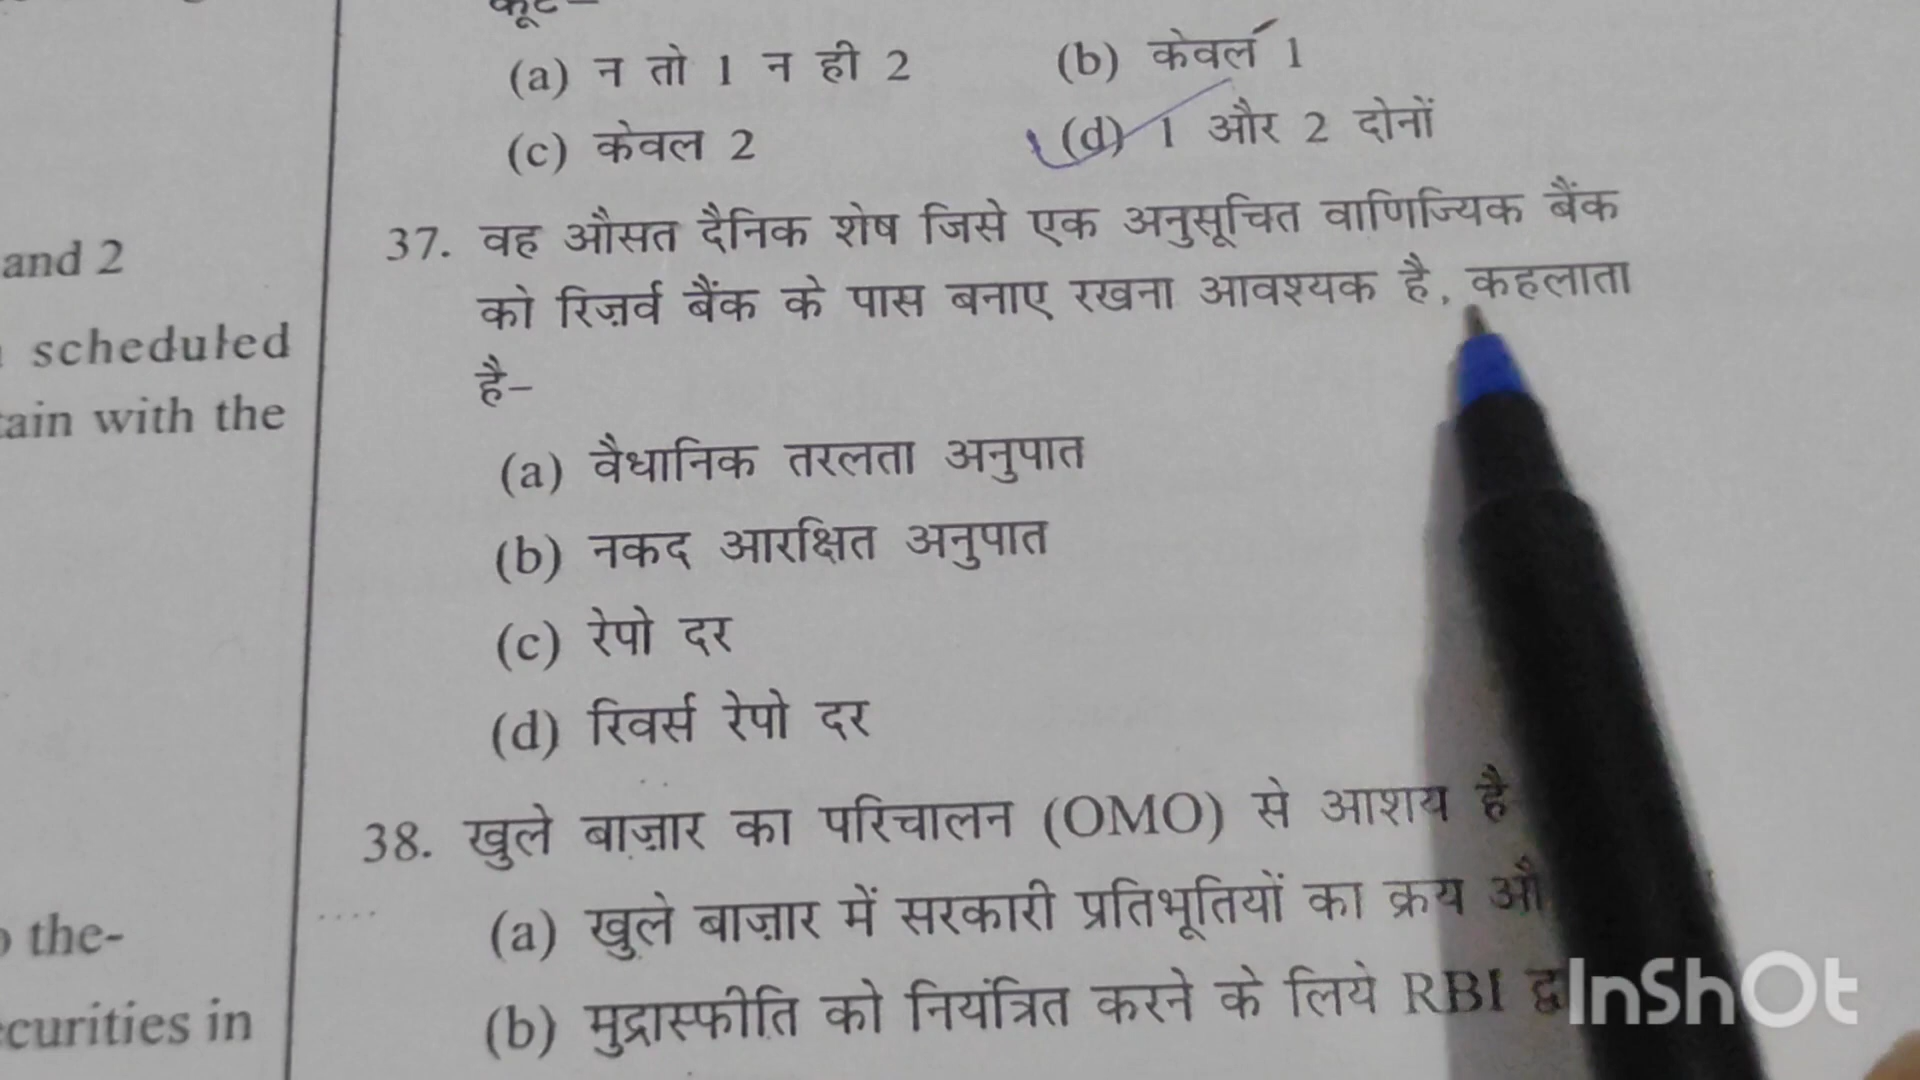 and 2
scheduled
with the
the-
in
(a) न तो 1 न ही 2
(b) केवल 1
(c) केवल 2
(d) 1 और 2 दोनों
37. वह औसत दैनिक शेष जिसे एक अनुसूचित वाणिज्यिक बैंक
को रिज़र्व बैंक के पास बनाए रखना आवश्यक है, कहलाता
है–
(a) वैधानिक तरलता अनुपात
(b) नकद आरक्षित अनुपात
(c) रेपो दर
(d) रिवर्स रेपो दर
38. खुले बाज़ार का परिचालन (OMO) से आशय है
(a) खुले बाज़ार में सरकारी प्रतिभूतियों का क्रय
(b) मुद्रास्फीति को नियंत्रित करने के लिये RBI
InShOt